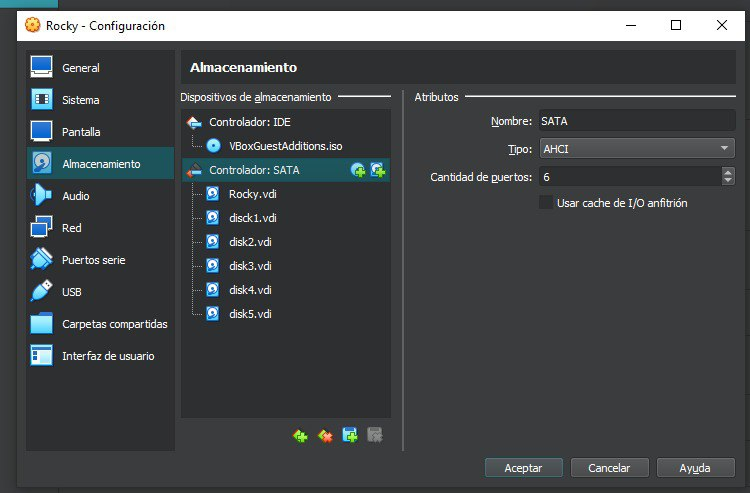 Rocky - Configuración
General
Sistema
Pantalla
Almacenamiento
Audio
Red
Puertos serie
USB
Carpetas compartidas
Interfaz de usuario
Almacenamiento
Dispositivos de almacenamiento
Controlador: IDE
VBoxGuestAdditions.iso
Controlador: SATA
Rocky.vdi
disck1.vdi
disk2.vdi
disk3.vdi
disk4.vdi
disk5.vdi
Atributos
Nombre: SATA
Tipo: AHCI
Cantidad de puertos: 6
Usar cache de I/O anfitrión
Aceptar
Cancelar
Ayuda